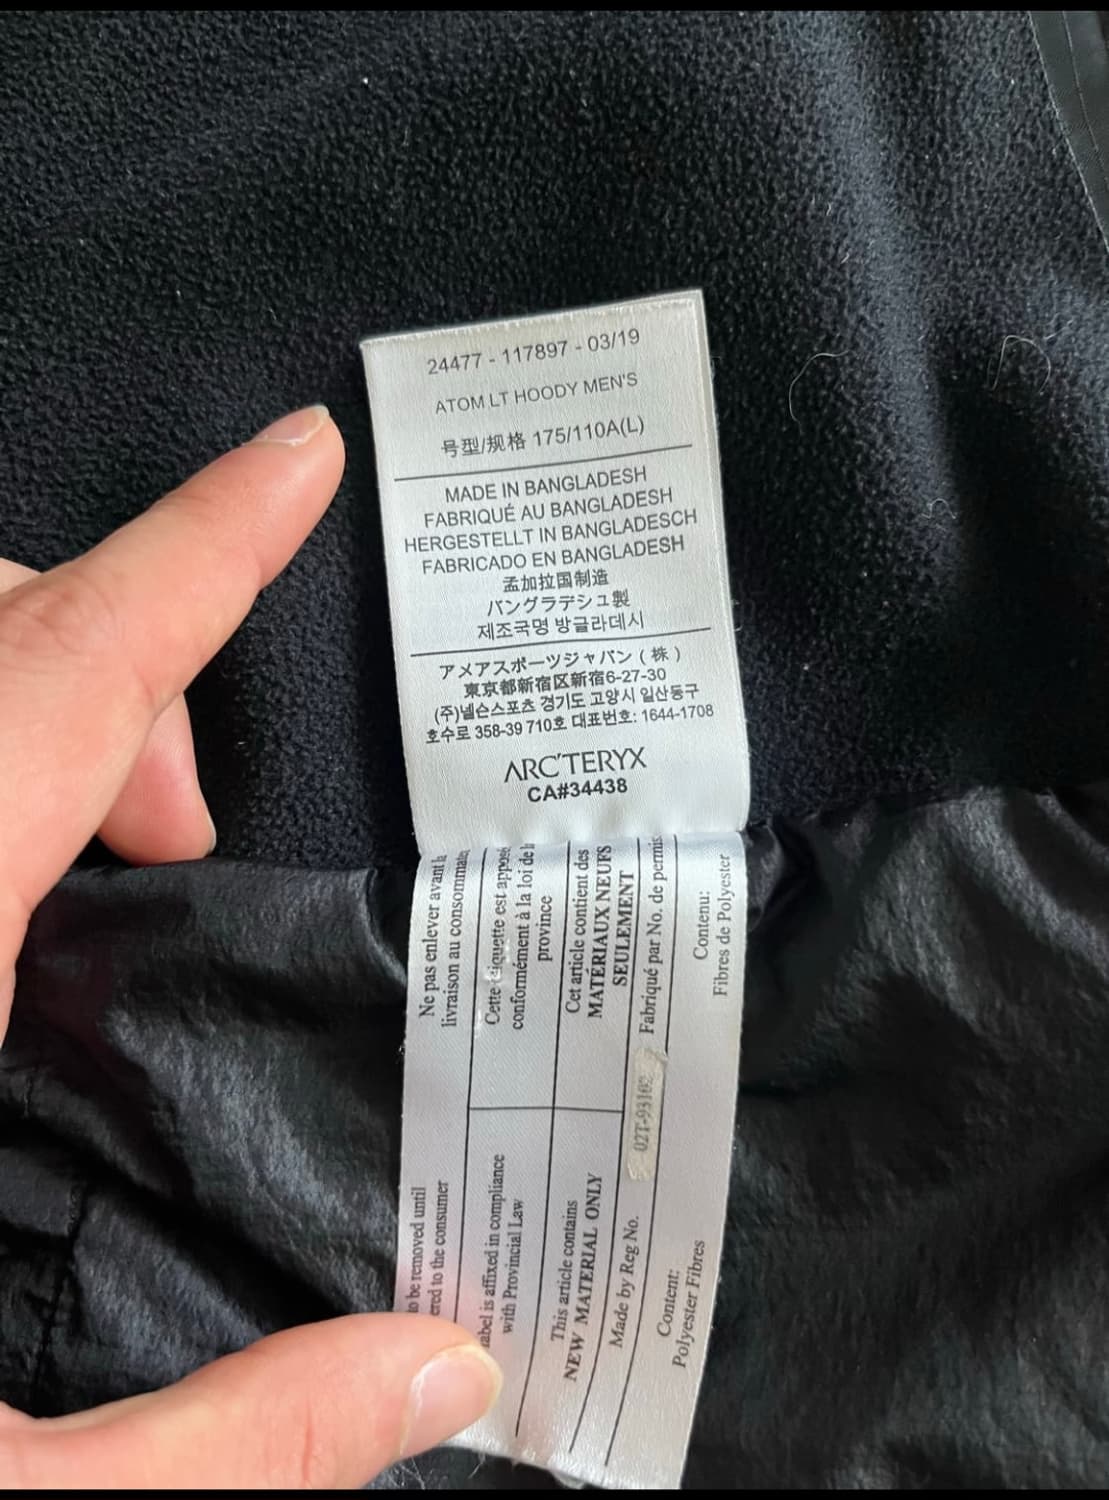 24477 - 117897 - 03/19
ATOM LT HOODY MEN'S
号型/规格 175/110A(L)
MADE IN BANGLADESH
FABRIQUÉ AU BANGLADESH
HERGESTELLT IN BANGLADESCH
FABRICADO EN BANGLADESH
孟加拉国制造
バングラデシュ製
제조국명 방글라데시
アメアスポーツジャパン ( 株 )
東京都新宿区新宿6-27-30
(주)넬슨스포츠 경기도 고양시 일산동구
호수로 358-39 710호 대표번호: 1644-1708
ARC'TERYX
CA#34438
to be removed until
ered to the consumer
Ne pas enlever avant
livraison au consommate
label is affixed in compliance
with Provincial Law
Cette étiquette est apposé
conformément à la loi de
province
This article contains
NEW MATERIAL ONLY
Cet article contient des
MATÉRIAUX NEUFS
SEULEMENT
Made by Reg No.
02T-93102
Fabriqué par No. de permis
Content:
Polyester Fibres
Contenu:
Fibres de Polyester